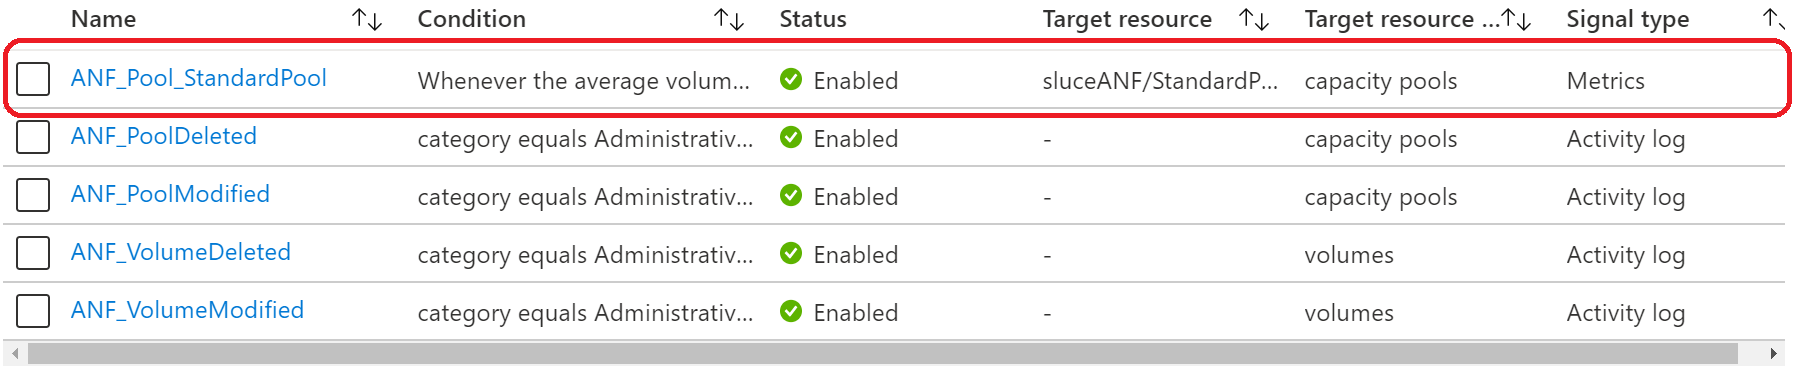 Name Condition Status Target resource Target resource ... Signal type
ANF_Pool_StandardPool Whenever the average volum... Enabled sluceANF/StandardP... capacity pools Metrics
ANF_PoolDeleted category equals Administrativ... Enabled - capacity pools Activity log
ANF_PoolModified category equals Administrativ... Enabled - capacity pools Activity log
ANF_VolumeDeleted category equals Administrativ... Enabled - volumes Activity log
ANF_VolumeModified category equals Administrativ... Enabled - volumes Activity log